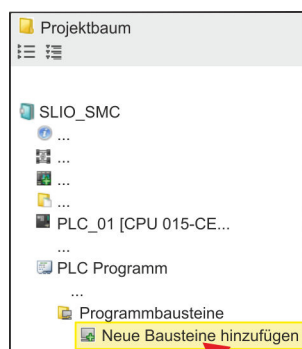 Projektbaum
SLIO_SMC
...
...
...
...
PLC_01 [CPU 015-CE...
...
PLC Programm
...
Programmbausteine
Neue Bausteine hinzufügen